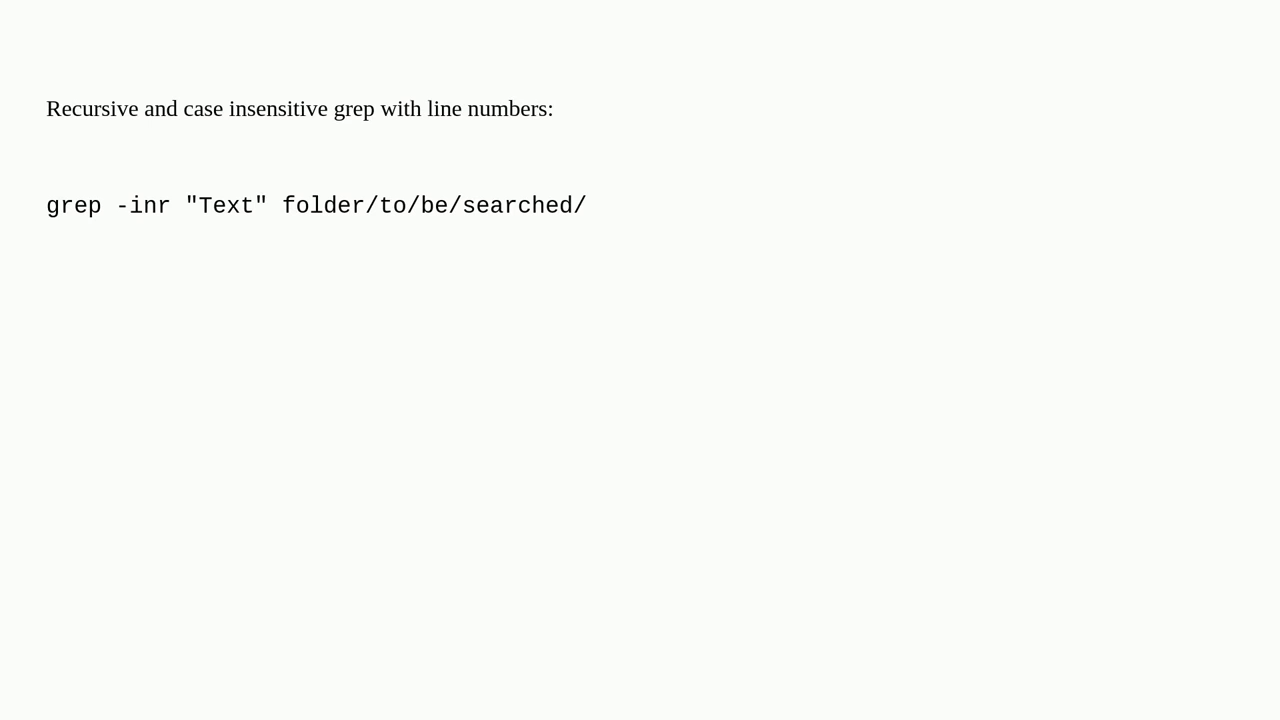 Recursive and case insensitive grep with line numbers:
grep -inr "Text" folder/to/be/searched/